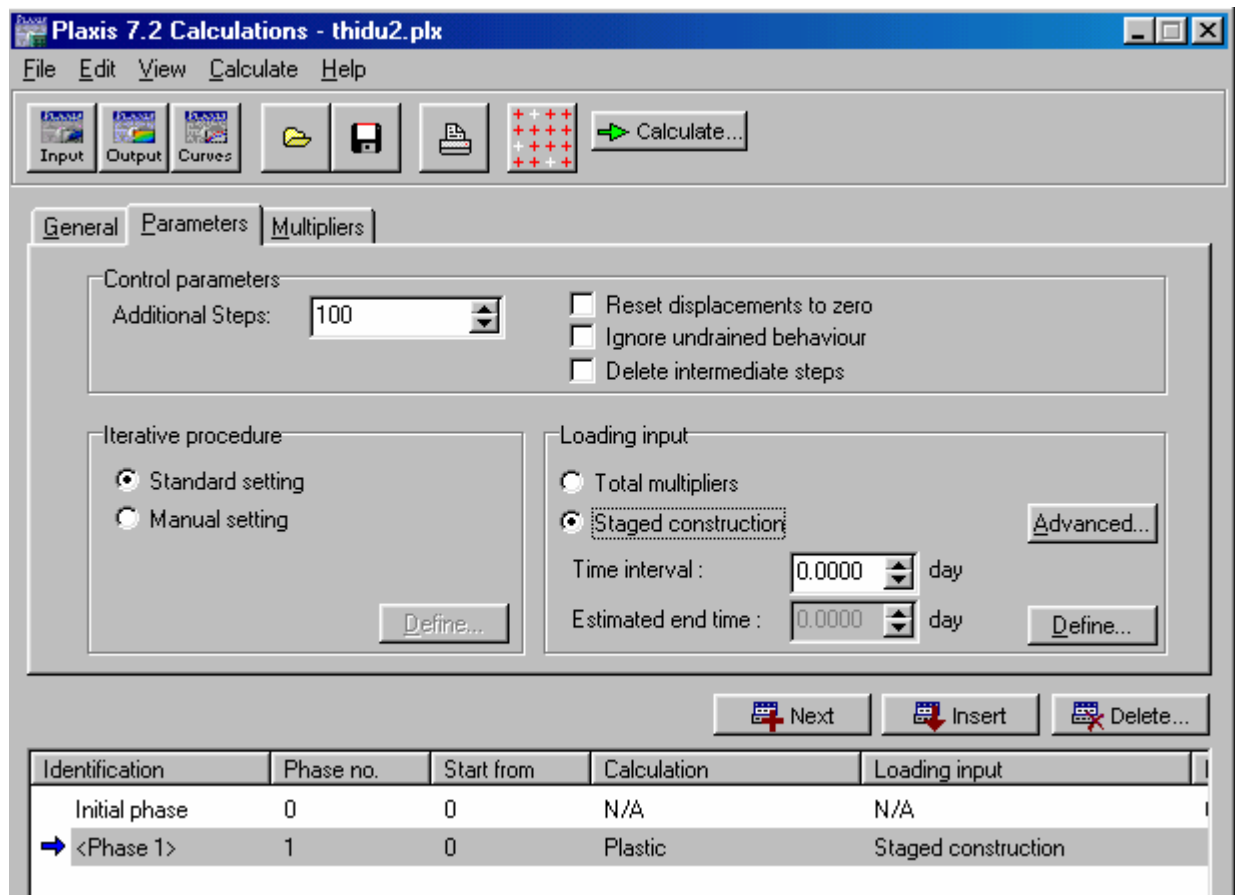 Plaxis 7.2 Calculations - thidu2.plx
File Edit View Calculate Help
PLAXIS PLAXIS PLAXIS
Input Output Curves Calculate...
General Parameters Multipliers
Control parameters
Additional Steps: 100
Reset displacements to zero
Ignore undrained behaviour
Delete intermediate steps
Iterative procedure
Standard setting
Manual setting
Define...
Loading input
Total multipliers
Staged construction
Advanced...
Time interval : 0.0000 day
Estimated end time : 0.0000 day
Define...
Next Insert Delete...
Identification Phase no. Start from Calculation Loading input
Initial phase 0 0 N/A N/A
<Phase 1> 1 0 Plastic Staged construction